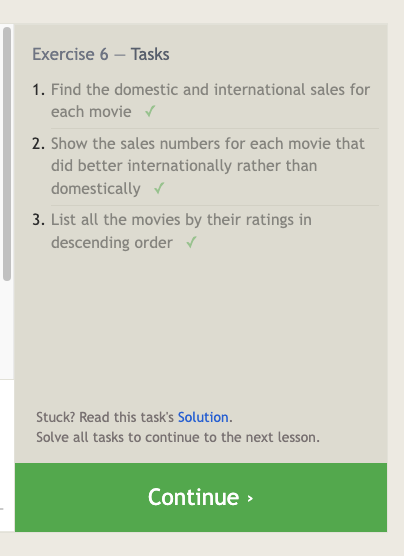 Exercise 6 — Tasks
1. Find the domestic and international sales for
each movie ✓
2. Show the sales numbers for each movie that
did better internationally rather than
domestically ✓
3. List all the movies by their ratings in
descending order ✓
Stuck? Read this task's Solution.
Solve all tasks to continue to the next lesson.
Continue ›